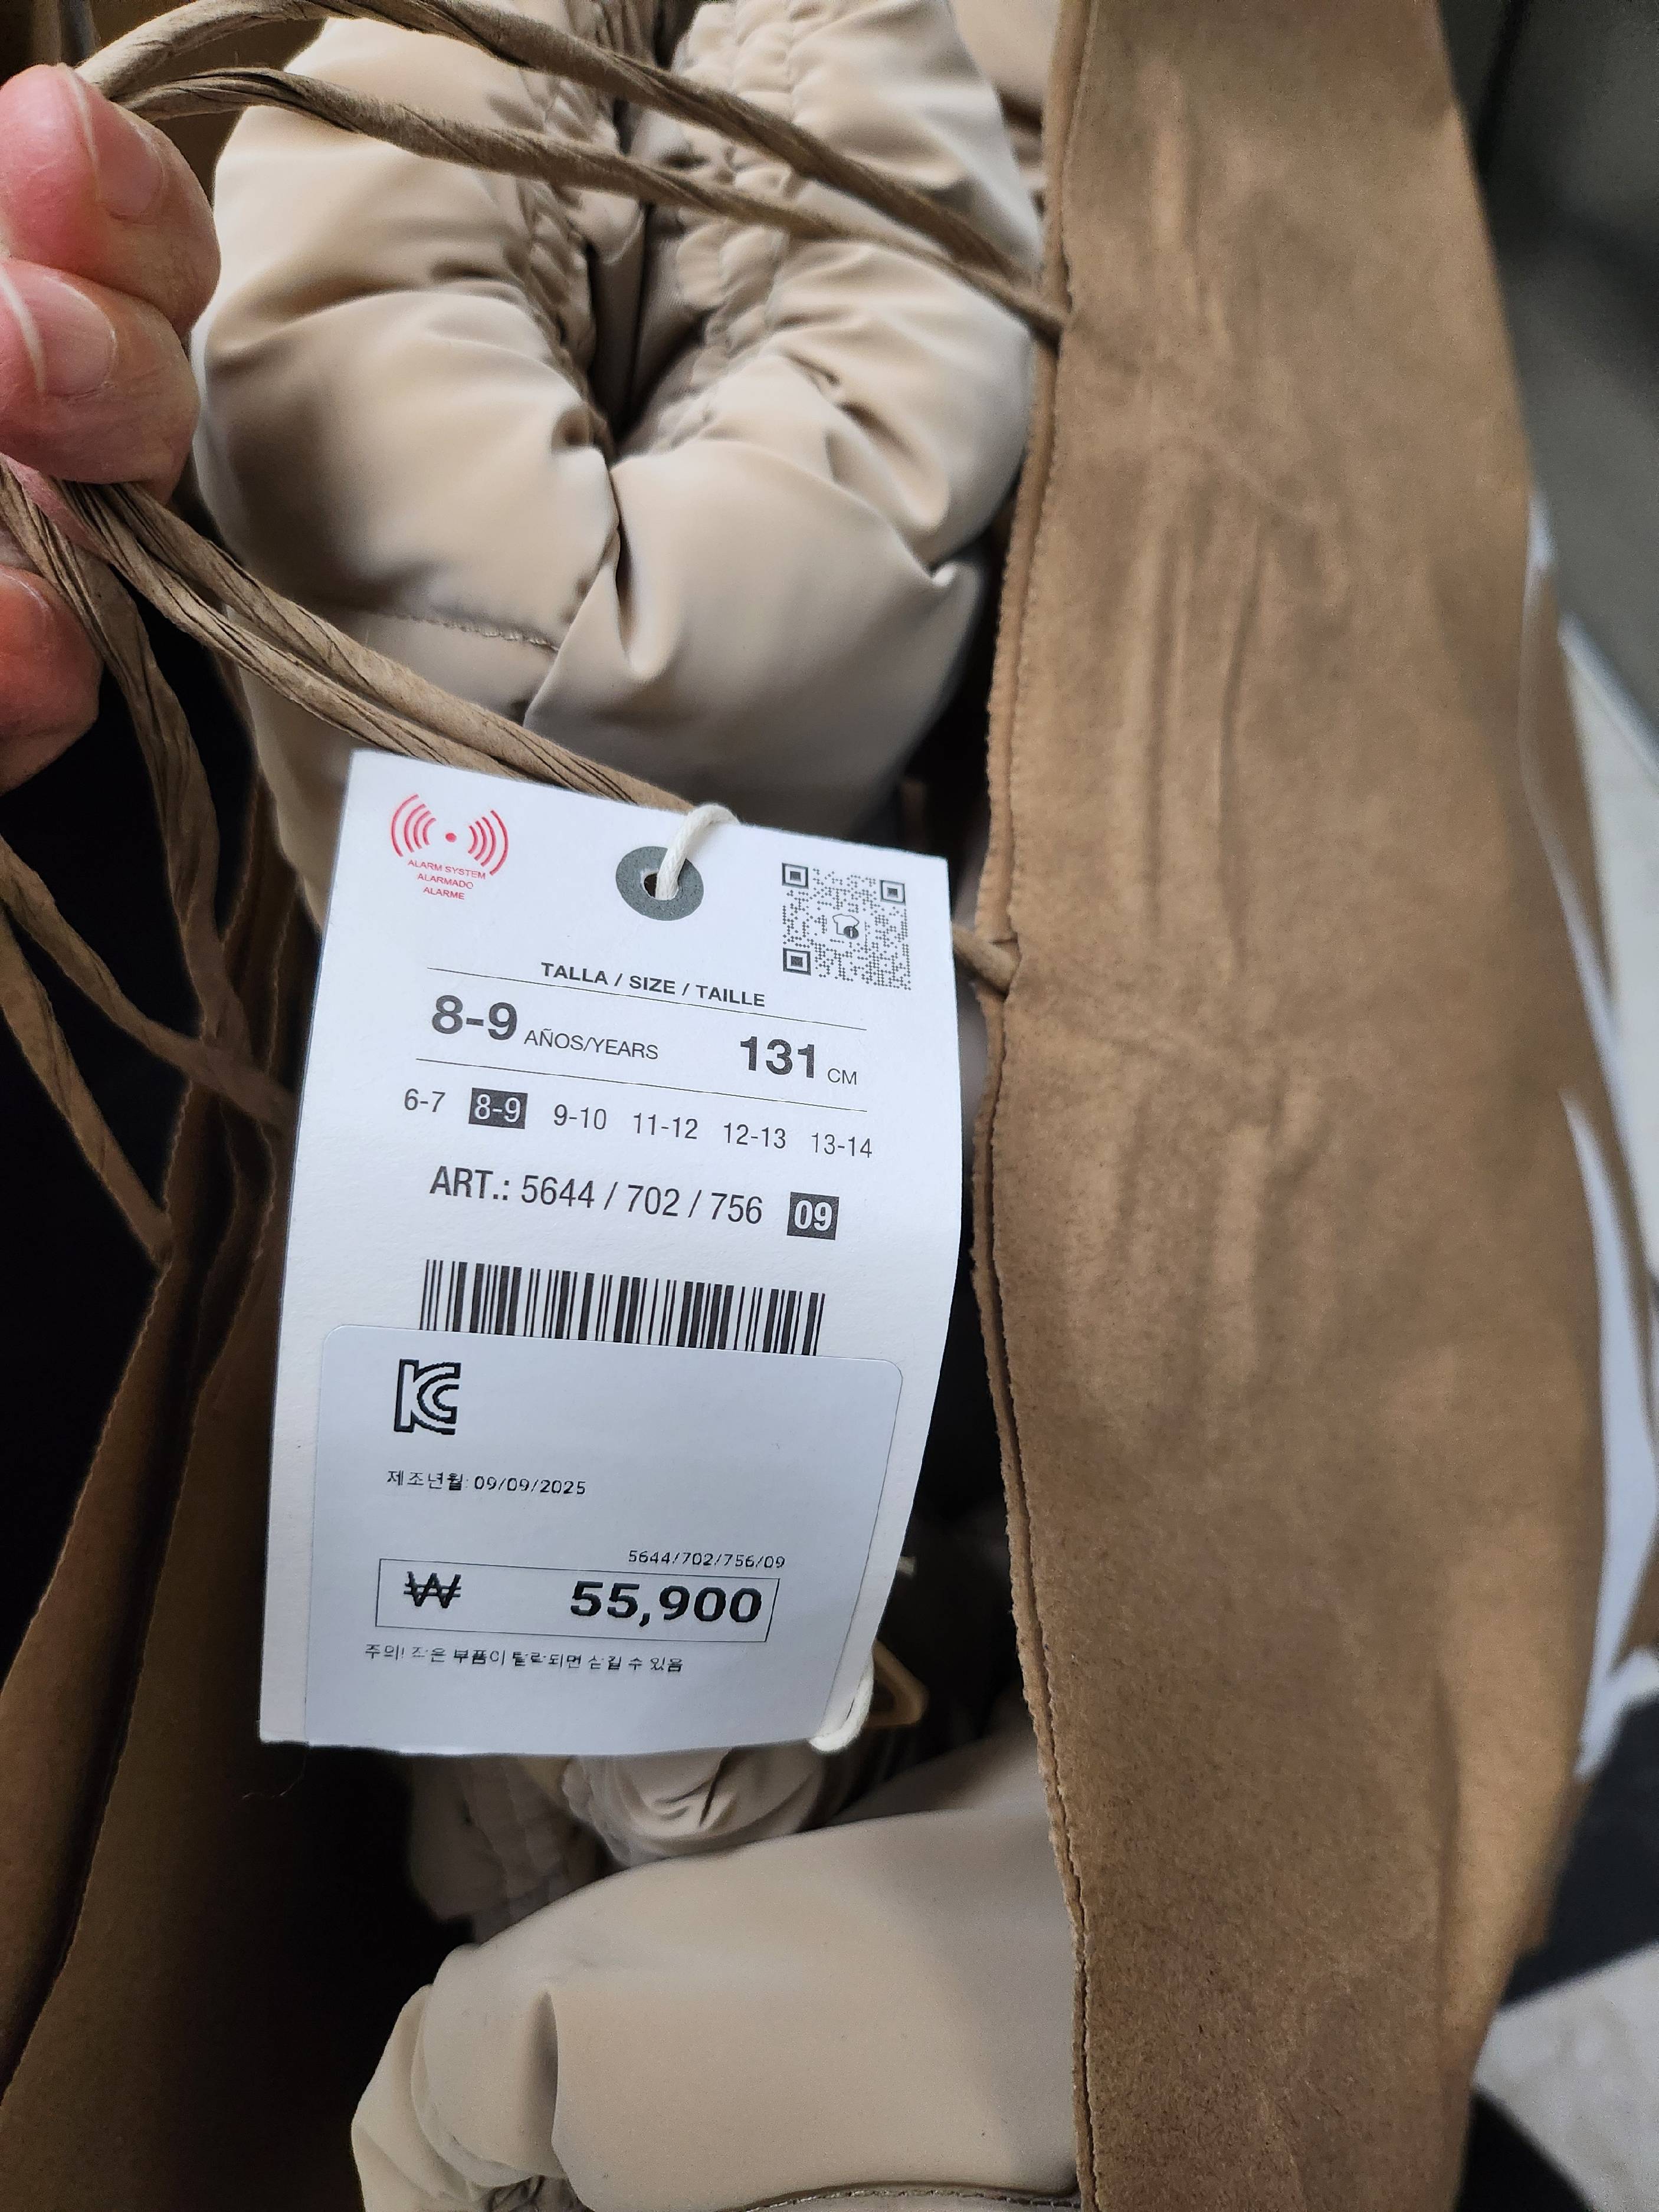 ALARM SYSTEM
ALARMADO
ALARME
TALLA / SIZE / TAILLE
8-9 AÑOS/YEARS 131 CM
6-7 8-9 9-10 11-12 12-13 13-14
ART.: 5644 / 702 / 756 09
KC
제조년월: 09/09/2025
5644/702/756/09
₩ 55,900
주의! 작은 부품이 탈락되면 삼킬 수 있음